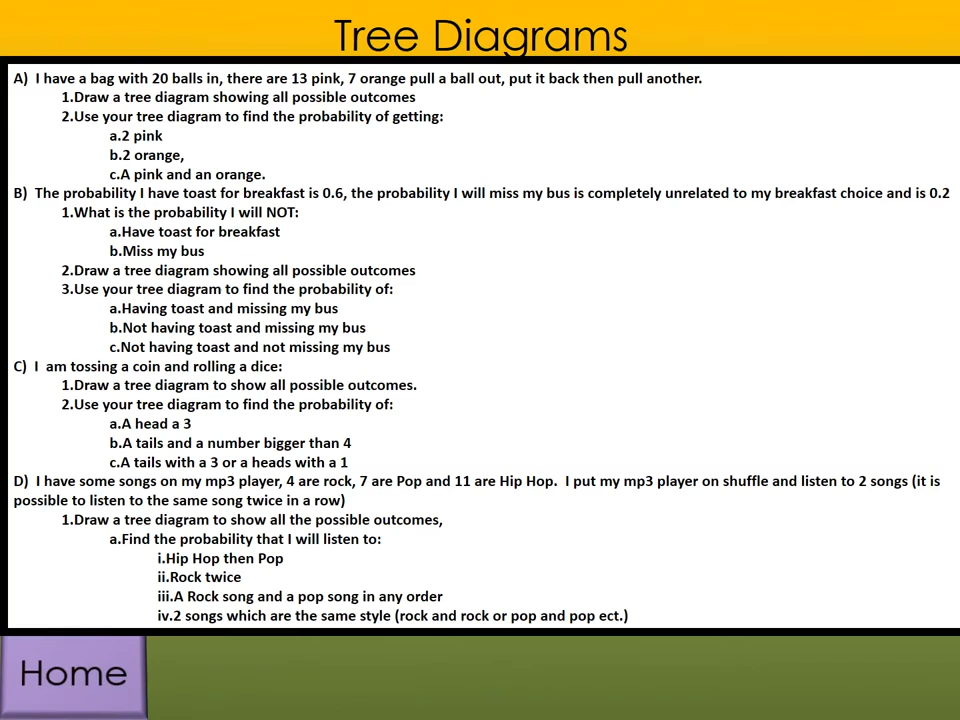 Tree Diagrams
A) I have a bag with 20 balls in, there are 13 pink, 7 orange pull a ball out, put it back then pull another.
1.Draw a tree diagram showing all possible outcomes
2.Use your tree diagram to find the probability of getting:
a.2 pink
b.2 orange,
c.A pink and an orange.
B) The probability I have toast for breakfast is 0.6, the probability I will miss my bus is completely unrelated to my breakfast choice and is 0.2
1.What is the probability I will NOT:
a.Have toast for breakfast
b.Miss my bus
2.Draw a tree diagram showing all possible outcomes
3.Use your tree diagram to find the probability of:
a.Having toast and missing my bus
b.Not having toast and missing my bus
c.Not having toast and not missing my bus
C) I am tossing a coin and rolling a dice:
1.Draw a tree diagram to show all possible outcomes.
2.Use your tree diagram to find the probability of:
a.A head a 3
b.A tails and a number bigger than 4
c.A tails with a 3 or a heads with a 1
D) I have some songs on my mp3 player, 4 are rock, 7 are Pop and 11 are Hip Hop. I put my mp3 player on shuffle and listen to 2 songs (it is
possible to listen to the same song twice in a row)
1.Draw a tree diagram to show all the possible outcomes,
a.Find the probability that I will listen to:
i.Hip Hop then Pop
ii.Rock twice
iii.A Rock song and a pop song in any order
iv.2 songs which are the same style (rock and rock or pop and pop ect.)
Home